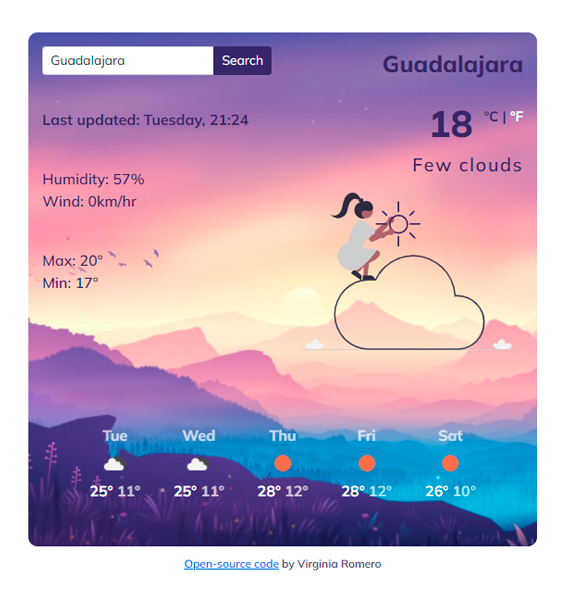 Guadalajara
Search
Guadalajara
Last updated: Tuesday, 21:24
18 °C | °F
Few clouds
Humidity: 57%
Wind: 0km/hr
Max: 20°
Min: 17°
Tue Wed Thu Fri Sat
25° 11° 25° 11° 28° 12° 28° 12° 26° 10°
Open-source code by Virginia Romero